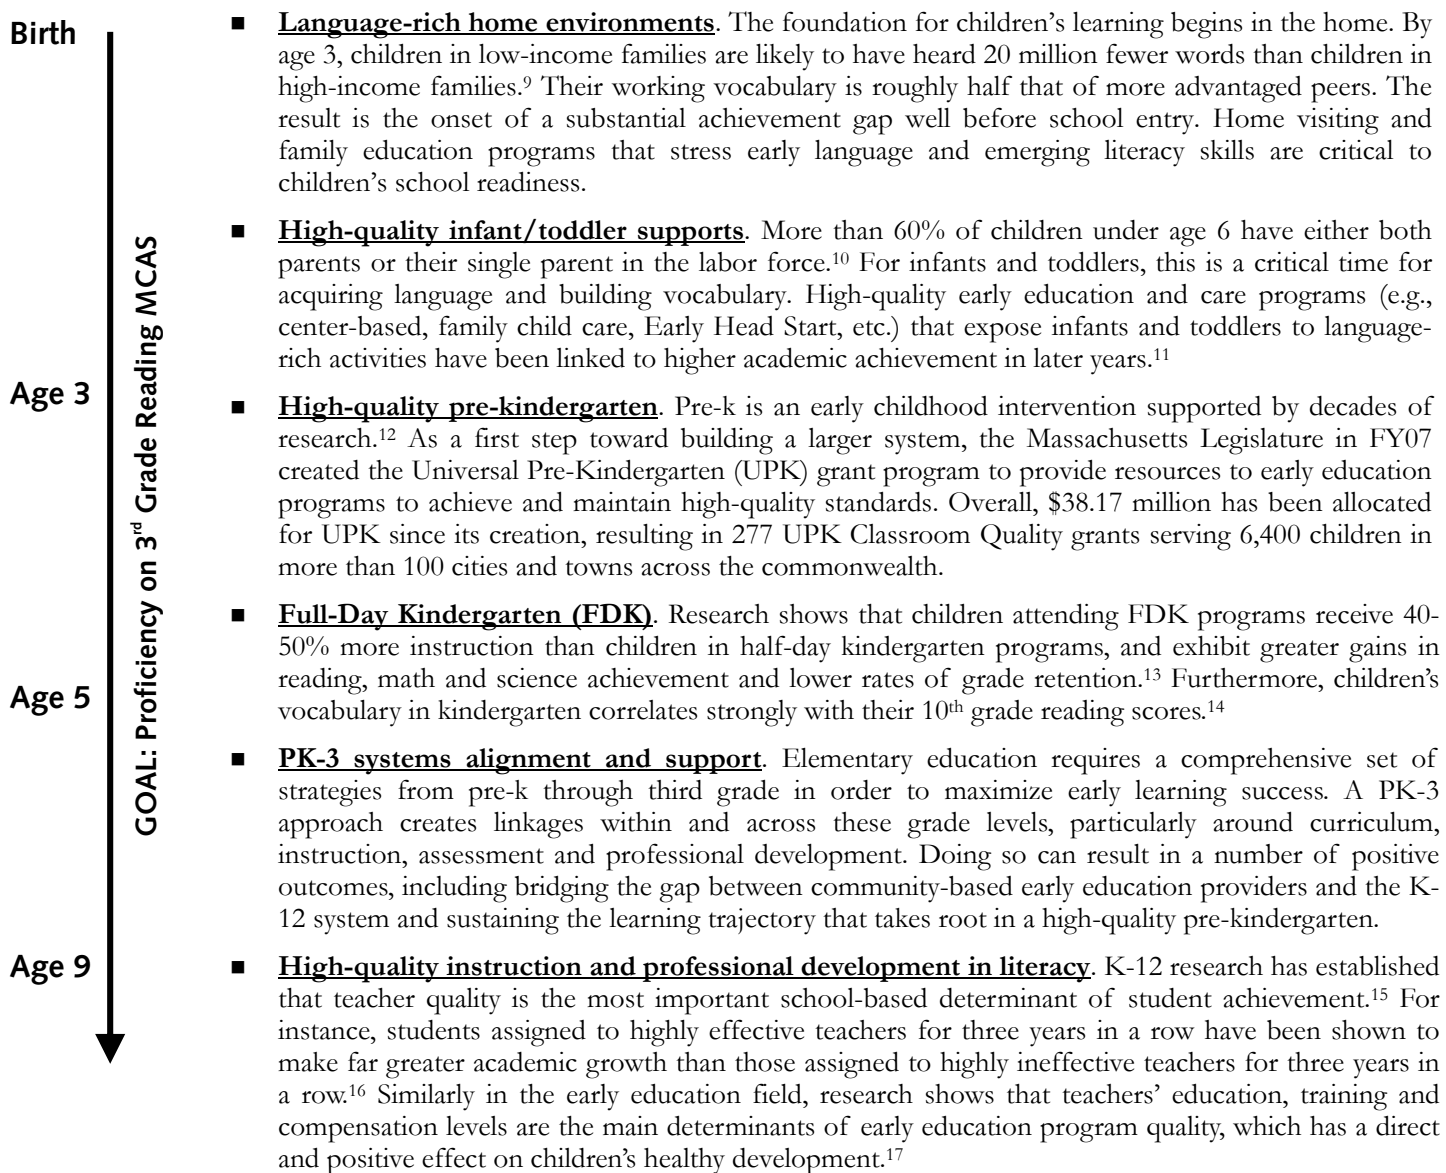 Birth
■ Language-rich home environments. The foundation for children’s learning begins in the home. By
age 3, children in low-income families are likely to have heard 20 million fewer words than children in
high-income families.9 Their working vocabulary is roughly half that of more advantaged peers. The
result is the onset of a substantial achievement gap well before school entry. Home visiting and
family education programs that stress early language and emerging literacy skills are critical to
children’s school readiness.
GOAL: Proficiency on 3rd Grade Reading MCAS
■ High-quality infant/toddler supports. More than 60% of children under age 6 have either both
parents or their single parent in the labor force.10 For infants and toddlers, this is a critical time for
acquiring language and building vocabulary. High-quality early education and care programs (e.g.,
center-based, family child care, Early Head Start, etc.) that expose infants and toddlers to language-
rich activities have been linked to higher academic achievement in later years.11
Age 3
■ High-quality pre-kindergarten. Pre-k is an early childhood intervention supported by decades of
research.12 As a first step toward building a larger system, the Massachusetts Legislature in FY07
created the Universal Pre-Kindergarten (UPK) grant program to provide resources to early education
programs to achieve and maintain high-quality standards. Overall, $38.17 million has been allocated
for UPK since its creation, resulting in 277 UPK Classroom Quality grants serving 6,400 children in
more than 100 cities and towns across the commonwealth.
■ Full-Day Kindergarten (FDK). Research shows that children attending FDK programs receive 40-
50% more instruction than children in half-day kindergarten programs, and exhibit greater gains in
reading, math and science achievement and lower rates of grade retention.13 Furthermore, children’s
vocabulary in kindergarten correlates strongly with their 10th grade reading scores.14
Age 5
■ PK-3 systems alignment and support. Elementary education requires a comprehensive set of
strategies from pre-k through third grade in order to maximize early learning success. A PK-3
approach creates linkages within and across these grade levels, particularly around curriculum,
instruction, assessment and professional development. Doing so can result in a number of positive
outcomes, including bridging the gap between community-based early education providers and the K-
12 system and sustaining the learning trajectory that takes root in a high-quality pre-kindergarten.
Age 9
■ High-quality instruction and professional development in literacy. K-12 research has established
that teacher quality is the most important school-based determinant of student achievement.15 For
instance, students assigned to highly effective teachers for three years in a row have been shown to
make far greater academic growth than those assigned to highly ineffective teachers for three years in
a row.16 Similarly in the early education field, research shows that teachers’ education, training and
compensation levels are the main determinants of early education program quality, which has a direct
and positive effect on children’s healthy development.17